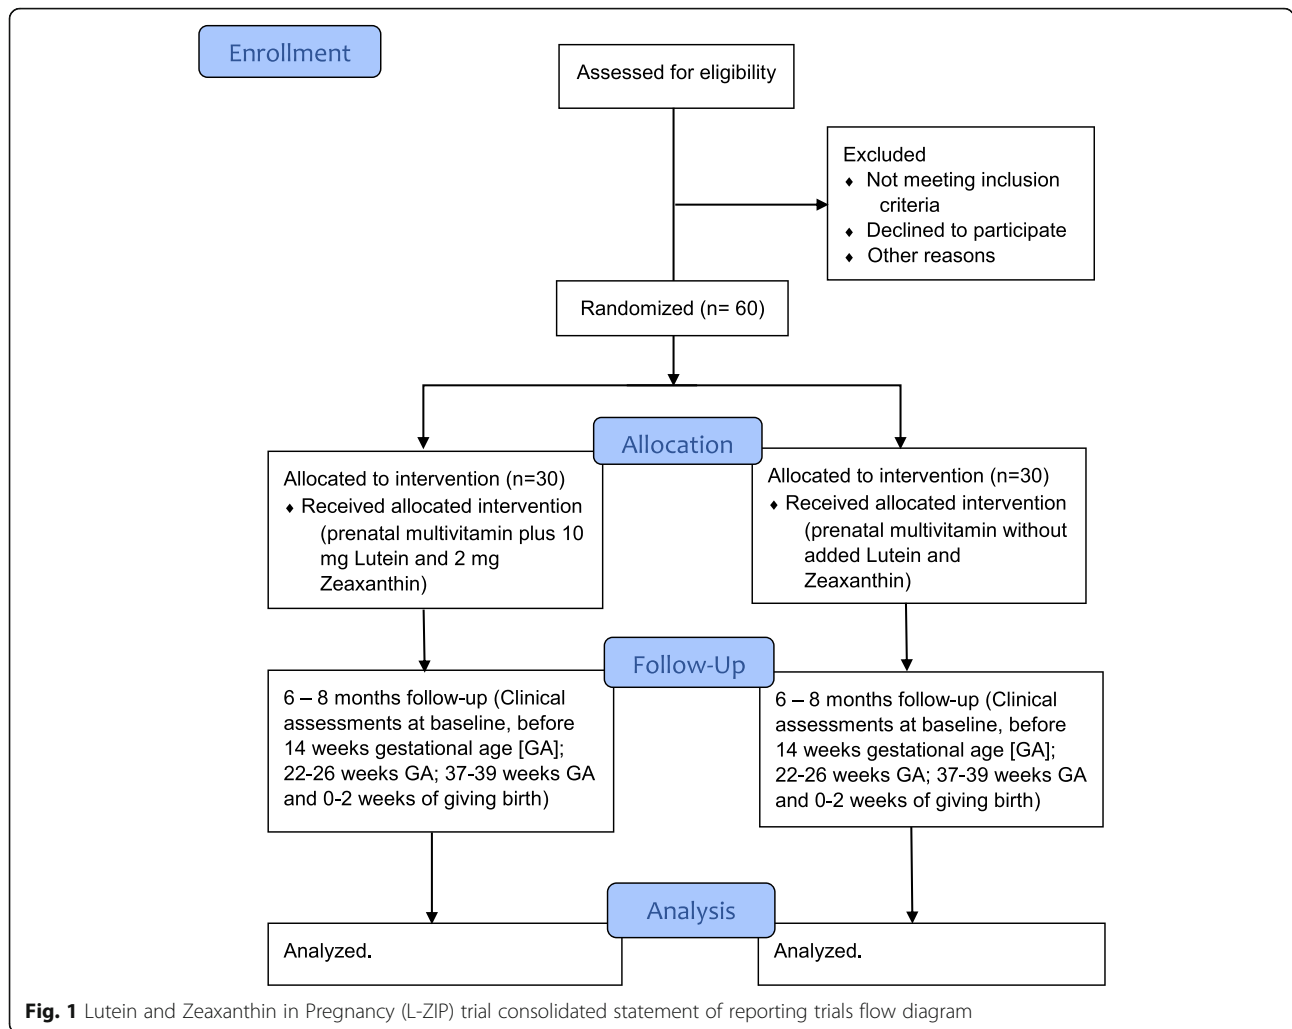 Enrollment
Assessed for eligibility
Excluded
♦ Not meeting inclusion
criteria
♦ Declined to participate
♦ Other reasons
Randomized (n= 60)
Allocation
Allocated to intervention (n=30)
♦ Received allocated intervention
(prenatal multivitamin plus 10
mg Lutein and 2 mg
Zeaxanthin)
Allocated to intervention (n=30)
♦ Received allocated intervention
(prenatal multivitamin without
added Lutein and
Zeaxanthin)
Follow-Up
6 – 8 months follow-up (Clinical
assessments at baseline, before
14 weeks gestational age [GA];
22-26 weeks GA; 37-39 weeks GA
and 0-2 weeks of giving birth)
6 – 8 months follow-up (Clinical
assessments at baseline, before
14 weeks gestational age [GA];
22-26 weeks GA; 37-39 weeks GA
and 0-2 weeks of giving birth)
Analysis
Analyzed.
Analyzed.
Fig. 1 Lutein and Zeaxanthin in Pregnancy (L-ZIP) trial consolidated statement of reporting trials flow diagram